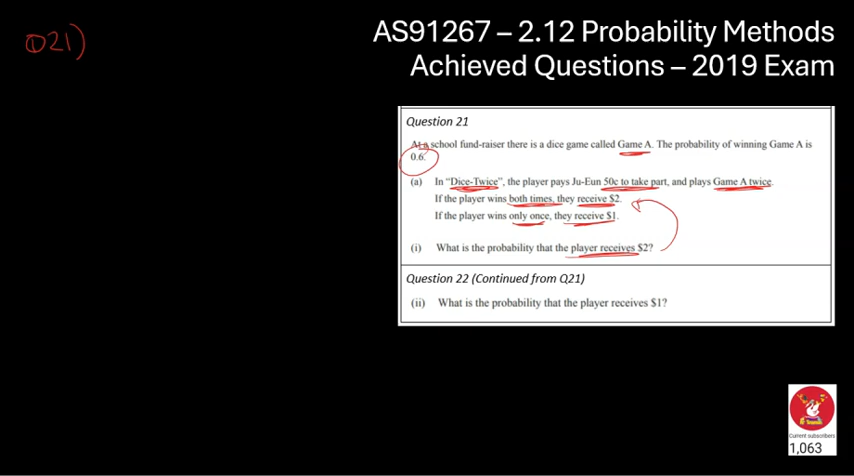 Q21)
AS91267 – 2.12 Probability Methods
Achieved Questions – 2019 Exam
Question 21
At a school fund-raiser there is a dice game called Game A. The probability of winning Game A is
0.6.
(a) In “Dice-Twice”, the player pays Ju-Eun 50c to take part, and plays Game A twice.
If the player wins both times, they receive $2.
If the player wins only once, they receive $1.
(i) What is the probability that the player receives $2?
Question 22 (Continued from Q21)
(ii) What is the probability that the player receives $1?
Current subscribers
1,063